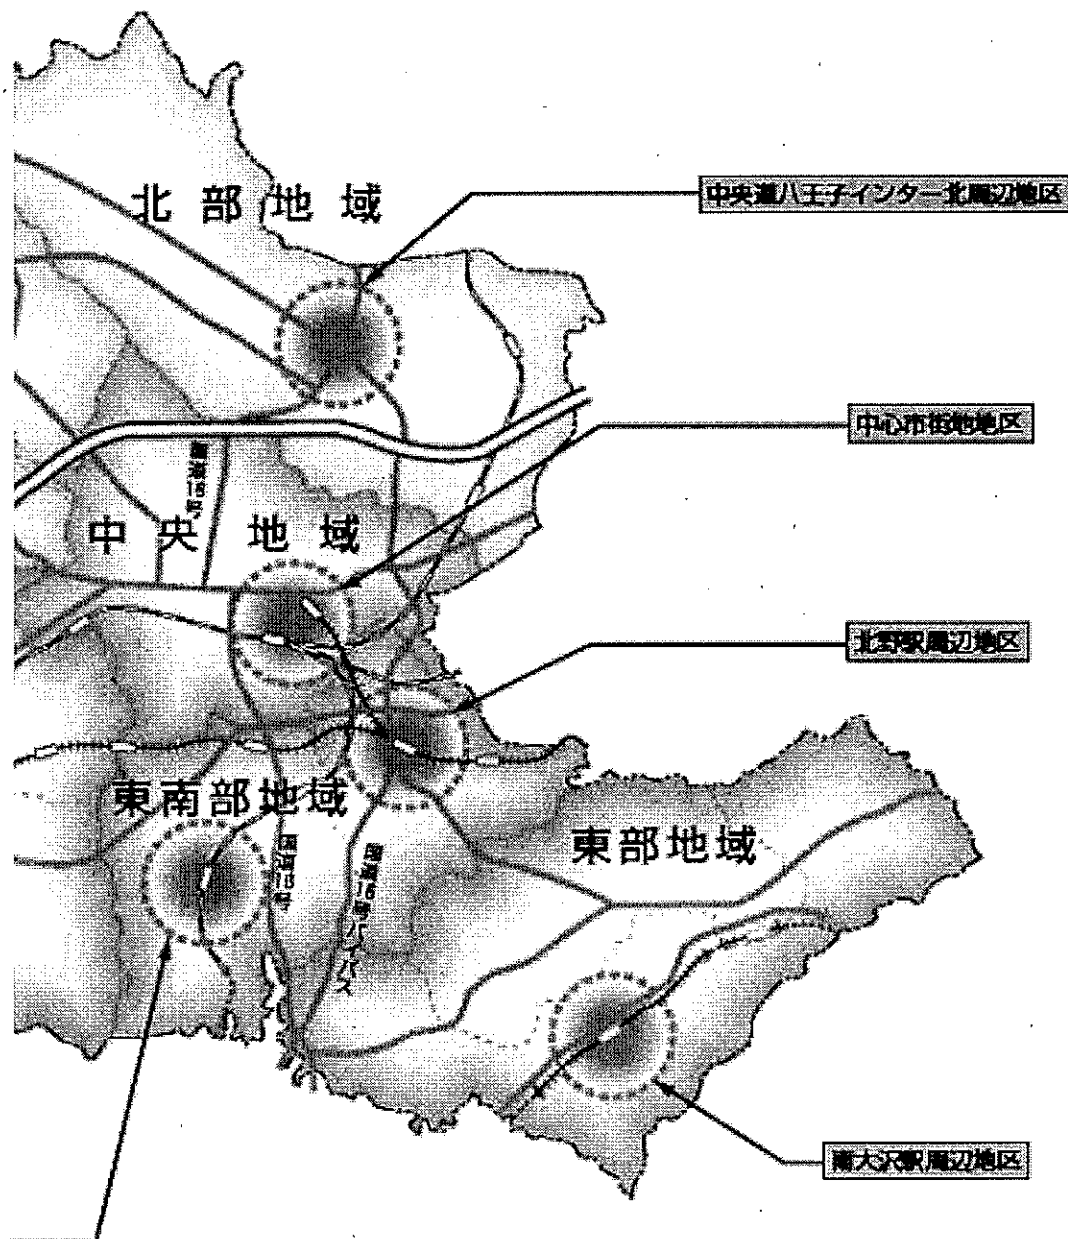 北部地域
中央道八王子インター北周辺地区
中心市街地地区
国道16号
中央地域
北野駅周辺地区
東南部地域
東部地域
国道16号
国道16号バイパス
南大沢駅周辺地区